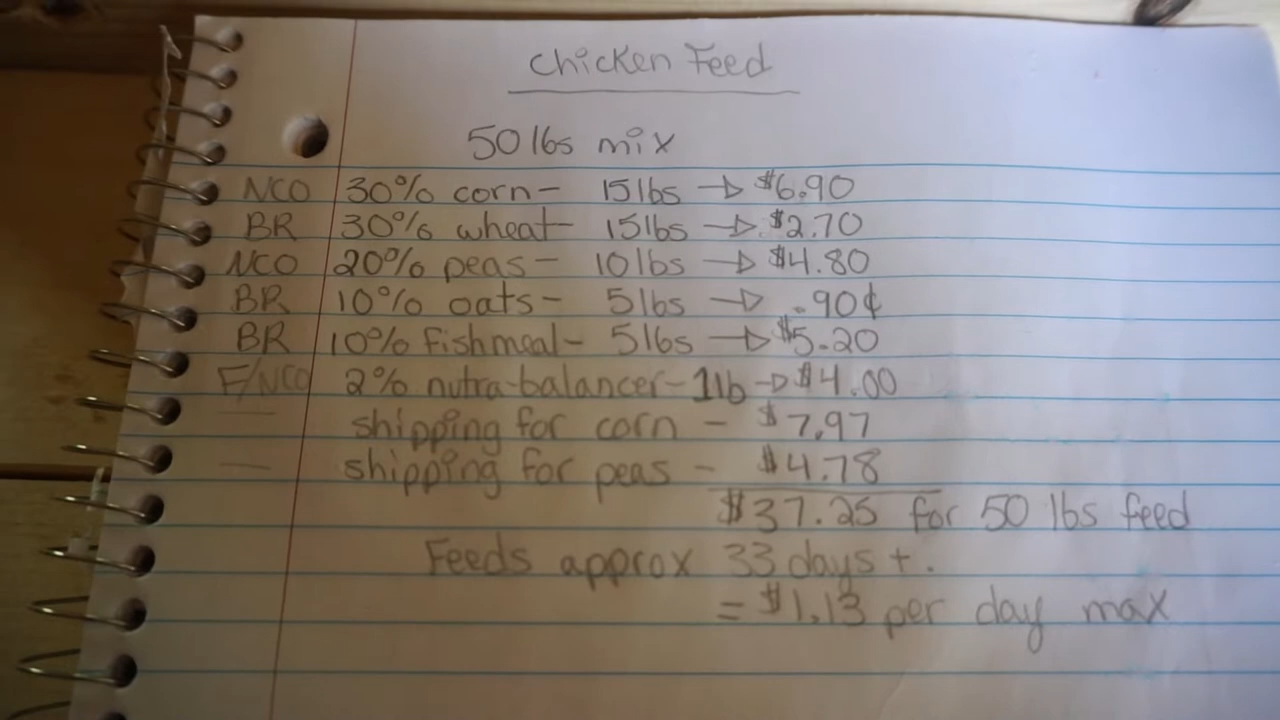 Chicken Feed
50 lbs mix
NCO 30% corn - 15lbs → $6.90
BR 30% wheat - 15lbs → $2.70
NCO 20% peas - 10lbs → $4.80
BR 10% oats - 5lbs → .90¢
BR 10% fishmeal - 5lbs → $5.20
F/NCO 2% nutra-balancer - 1lb → $4.00
— shipping for corn - $7.97
— shipping for peas - $4.78
$37.25 for 50 lbs feed
Feeds approx 33 days +.
= $1.13 per day max